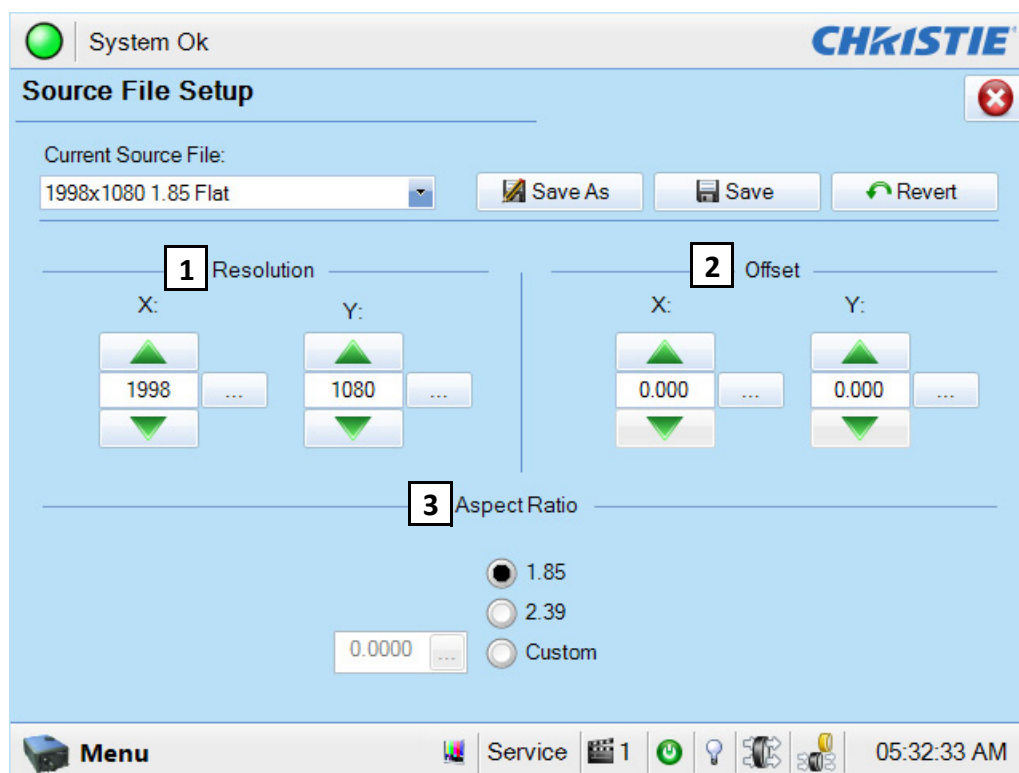 System Ok
CHRISTIE
Source File Setup
Current Source File:
1998x1080 1.85 Flat
Save As
Save
Revert
1 Resolution
2 Offset
X: Y: X: Y:
1998 ... 1080 ... 0.000 ... 0.000 ...
3 Aspect Ratio
1.85
2.39
0.0000 ... Custom
Menu Service 1 05:32:33 AM